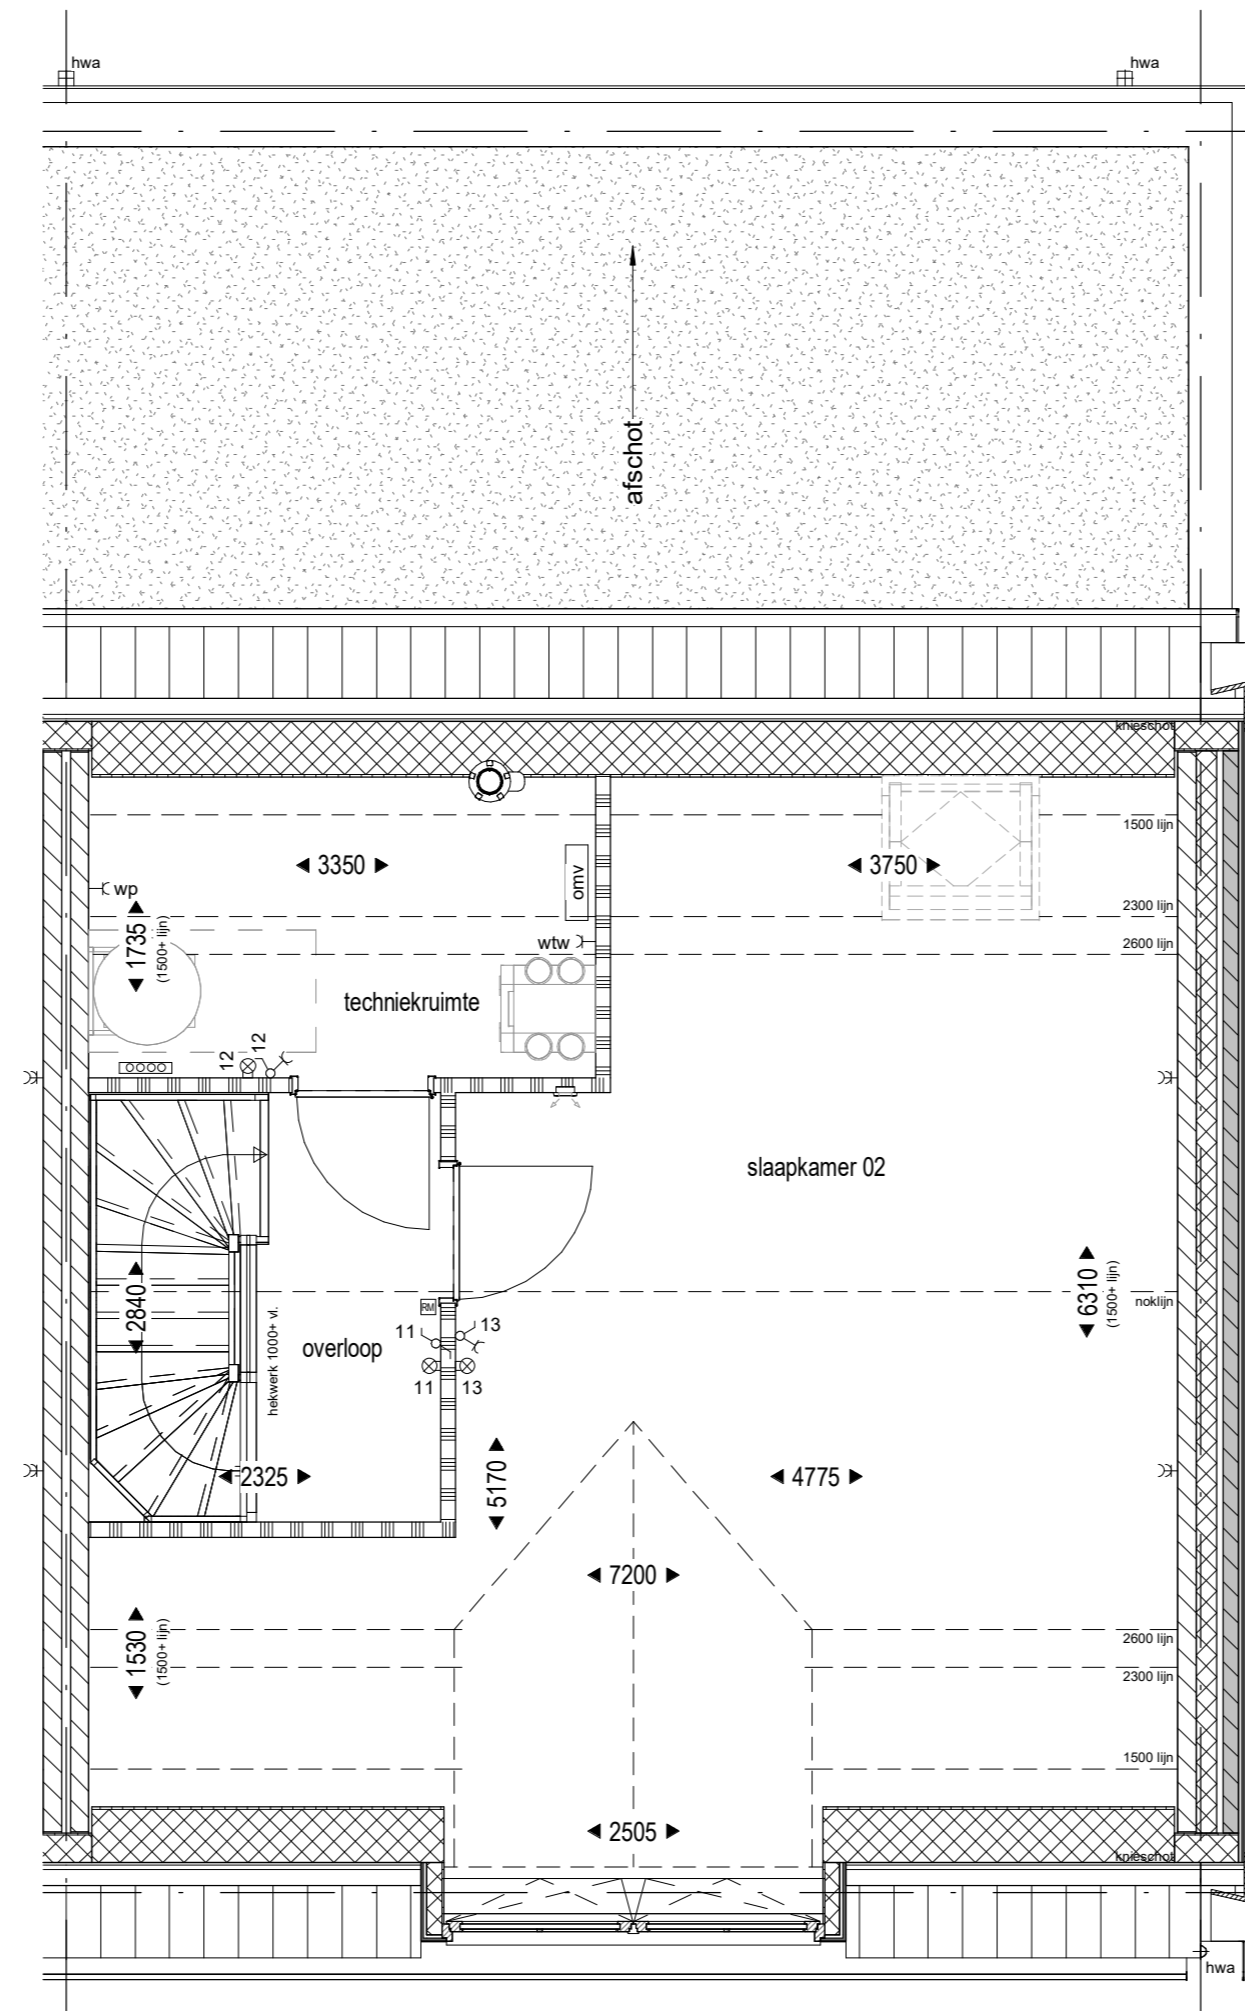 hwa
hwa
afschot
knieschot
1500 lijn
3350
3750
omv
wp
2300 lijn
1735
(1500+ lijn)
wtw
2600 lijn
techniekruimte
12
12
slaapkamer 02
2840
hekwerk 1000+ vl.
overloop
RM
11
13
11
13
6310
(1500+ lijn)
noklijn
2325
5170
4775
7200
1530
(1500+ lijn)
2600 lijn
2300 lijn
1500 lijn
2505
knieschot
hwa